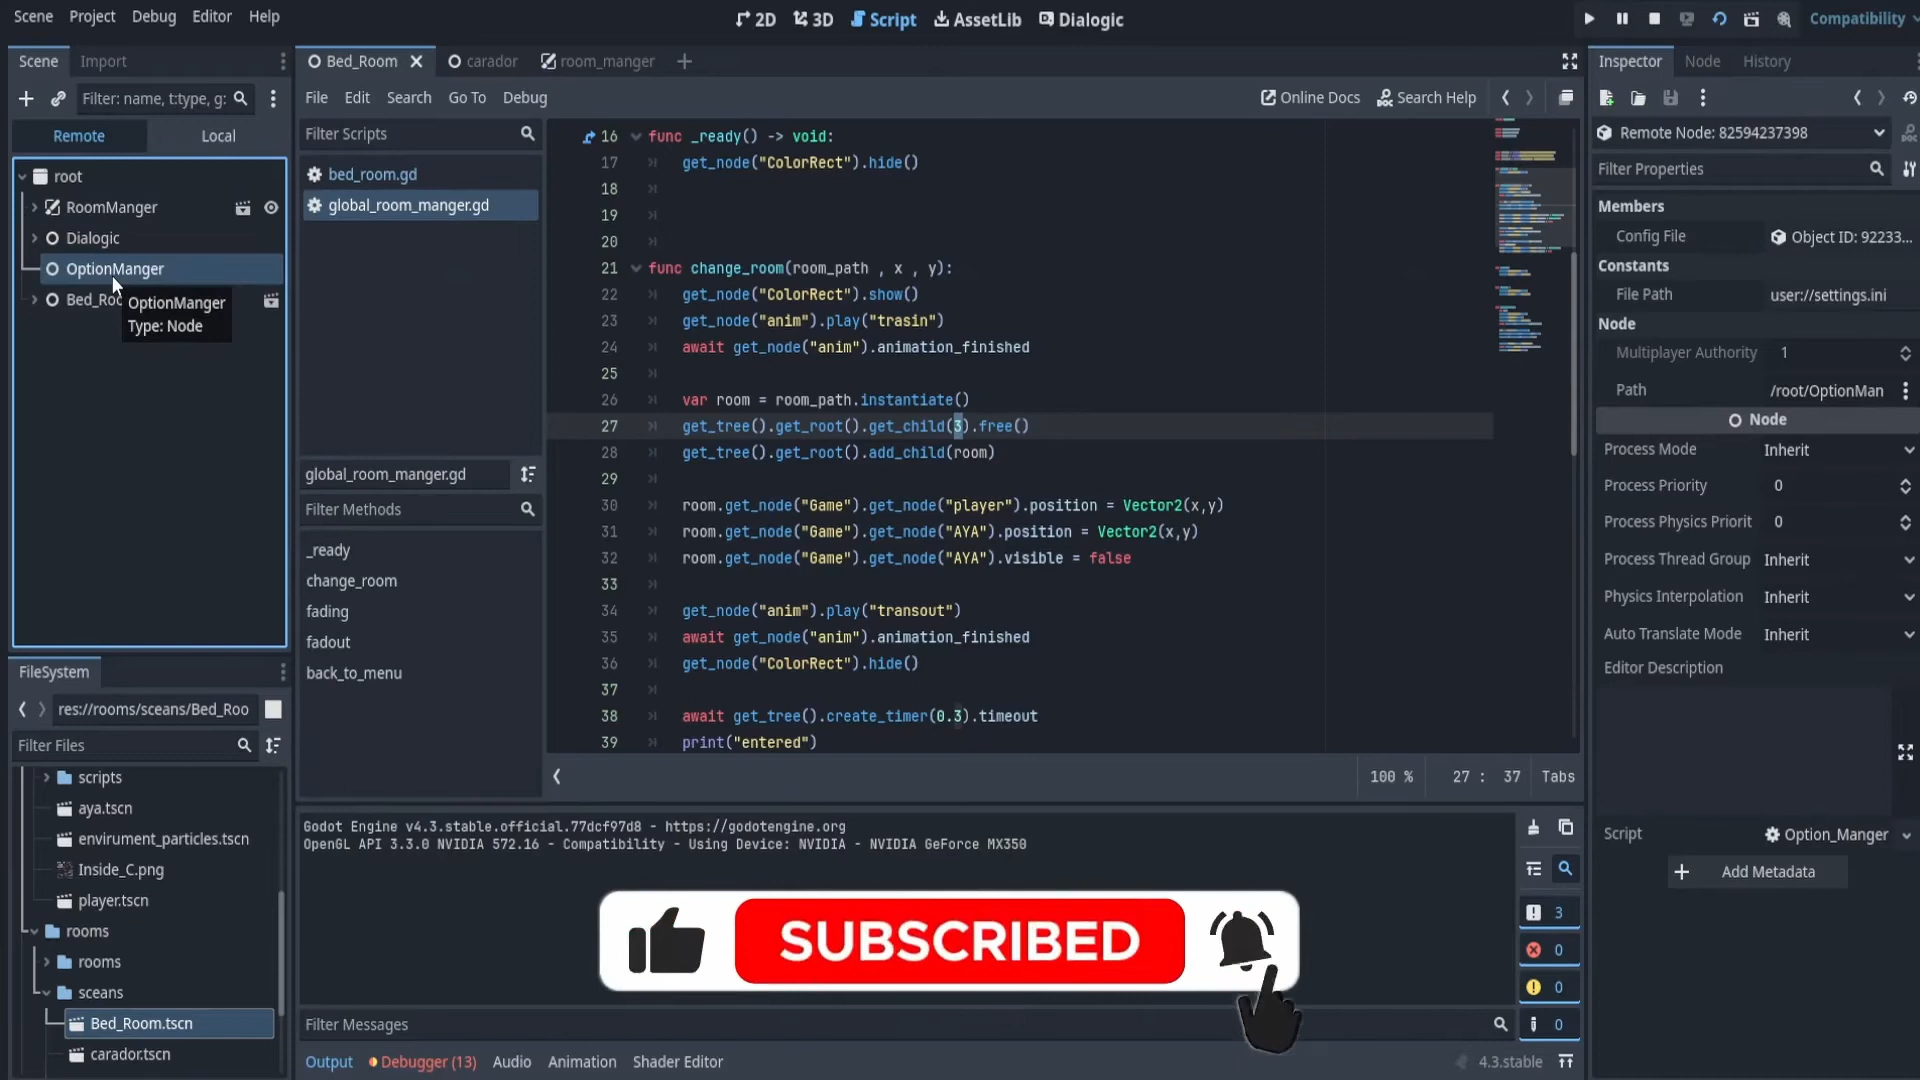 Scene Project Debug Editor Help
2D 3D Script AssetLib Dialogic
Compatibility
Scene Import
Filter: name, t:type, g:
Remote Local
root
RoomManger
Dialogic
OptionManger
Bed_Roo
OptionManger
Type: Node
FileSystem
res://rooms/sceans/Bed_Roo
Filter Files
scripts
aya.tscn
envirument_particles.tscn
Inside_C.png
player.tscn
rooms
rooms
sceans
Bed_Room.tscn
carador.tscn
Bed_Room carador room_manger
File Edit Search Go To Debug
Online Docs Search Help
Filter Scripts
bed_room.gd
global_room_manger.gd
global_room_manger.gd
Filter Methods
_ready
change_room
fading
fadout
back_to_menu
16 func _ready() -> void:
17 get_node("ColorRect").hide()
18
19
20
21 func change_room(room_path , x , y):
22 get_node("ColorRect").show()
23 get_node("anim").play("trasin")
24 await get_node("anim").animation_finished
25
26 var room = room_path.instantiate()
27 get_tree().get_root().get_child(3).free()
28 get_tree().get_root().add_child(room)
29
30 room.get_node("Game").get_node("player").position = Vector2(x,y)
31 room.get_node("Game").get_node("AYA").position = Vector2(x,y)
32 room.get_node("Game").get_node("AYA").visible = false
33
34 get_node("anim").play("transout")
35 await get_node("anim").animation_finished
36 get_node("ColorRect").hide()
37
38 await get_tree().create_timer(0.3).timeout
39 print("entered")
100 % 27 : 37 Tabs
Godot Engine v4.3.stable.official.77dcf97d8 - https://godotengine.org
OpenGL API 3.3.0 NVIDIA 572.16 - Compatibility - Using Device: NVIDIA - NVIDIA GeForce MX350
SUBSCRIBED
3
0
0
0
Filter Messages
Output Debugger (13) Audio Animation Shader Editor
4.3.stable
Inspector Node History
Remote Node: 82594237398
Filter Properties
Members
Config File Object ID: 92233...
Constants
File Path user://settings.ini
Node
Multiplayer Authority 1
Path /root/OptionMan
Node
Process Mode Inherit
Process Priority 0
Process Physics Priorit 0
Process Thread Group Inherit
Physics Interpolation Inherit
Auto Translate Mode Inherit
Editor Description
Script Option_Manger
Add Metadata